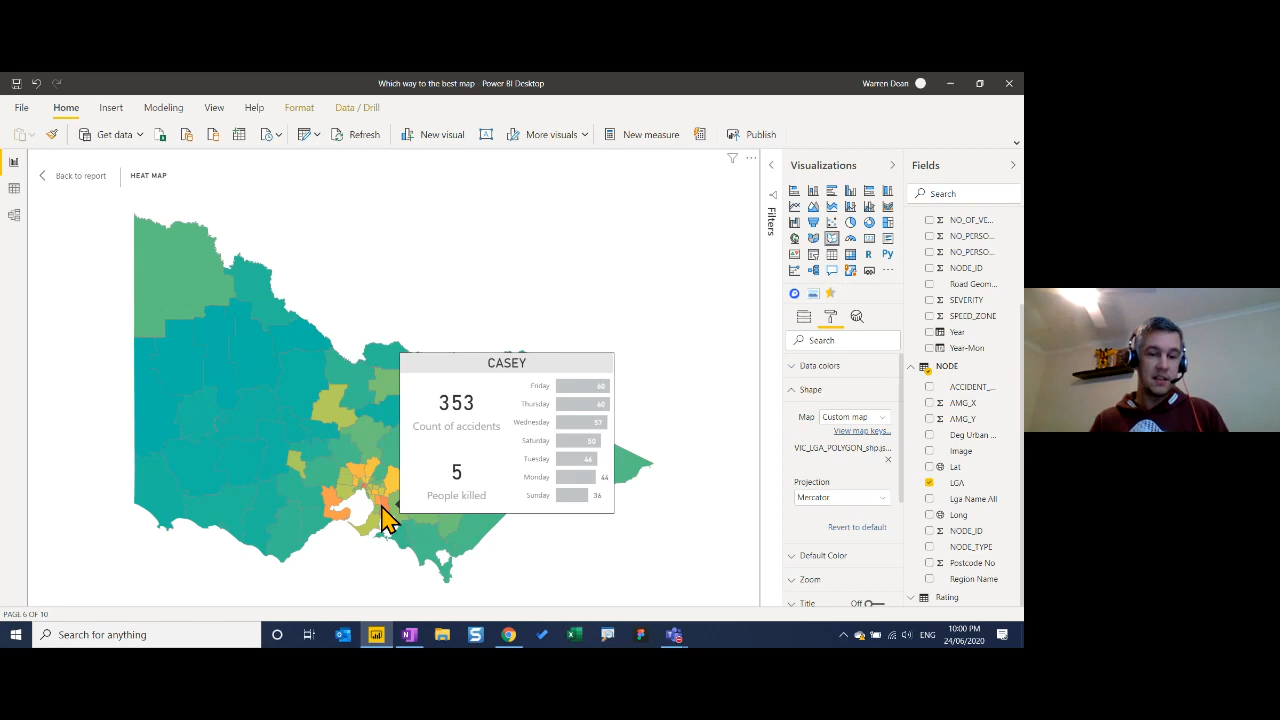 Which way to the best map - Power BI Desktop
Warren Dean
File Home Insert Modeling View Help Format Data / Drill
Get data Refresh New visual More visuals New measure Publish
Back to report HEAT MAP
CASEY
353
Count of accidents
5
People killed
Friday 60
Thursday 60
Wednesday 57
Saturday 50
Tuesday 46
Monday 44
Sunday 36
Filters
Visualizations
R Py
Search
Data colors
Shape
Map Custom map
View map keys...
VIC_LGA_POLYGON_shp.js...
Projection
Mercator
Revert to default
Default Color
Zoom
Title Off
Fields
Search
NO_OF_VE...
NO_PERSO...
NO_PERSO...
NODE_ID
Road Geom...
SEVERITY
SPEED_ZONE
Year
Year-Mon
NODE
ACCIDENT_...
AMG_X
AMG_Y
Deg Urban ...
Image
Lat
LGA
Lga Name All
Long
NODE_ID
NODE_TYPE
Postcode No
Region Name
Rating
PAGE 6 OF 10
Search for anything
ENG
10:00 PM
24/06/2020